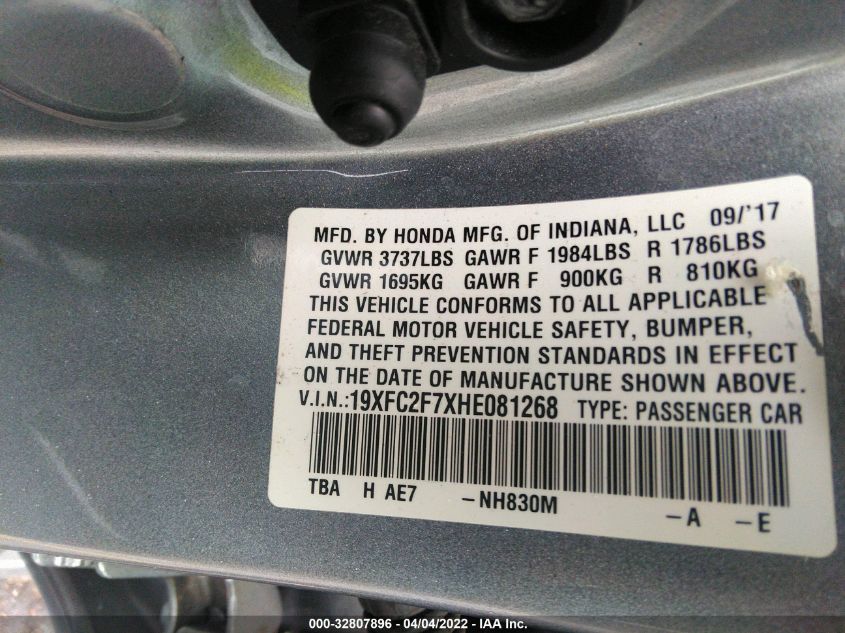 MFD. BY HONDA MFG. OF INDIANA, LLC 09/'17
GVWR 3737LBS GAWR F 1984LBS R 1786LBS
GVWR 1695KG GAWR F 900KG R 810KG
THIS VEHICLE CONFORMS TO ALL APPLICABLE
FEDERAL MOTOR VEHICLE SAFETY, BUMPER,
AND THEFT PREVENTION STANDARDS IN EFFECT
ON THE DATE OF MANUFACTURE SHOWN ABOVE.
V.I.N.:19XFC2F7XHE081268 TYPE: PASSENGER CAR
TBA H AE7 -NH830M -A -E
000-32807896 - 04/04/2022 - IAA Inc.